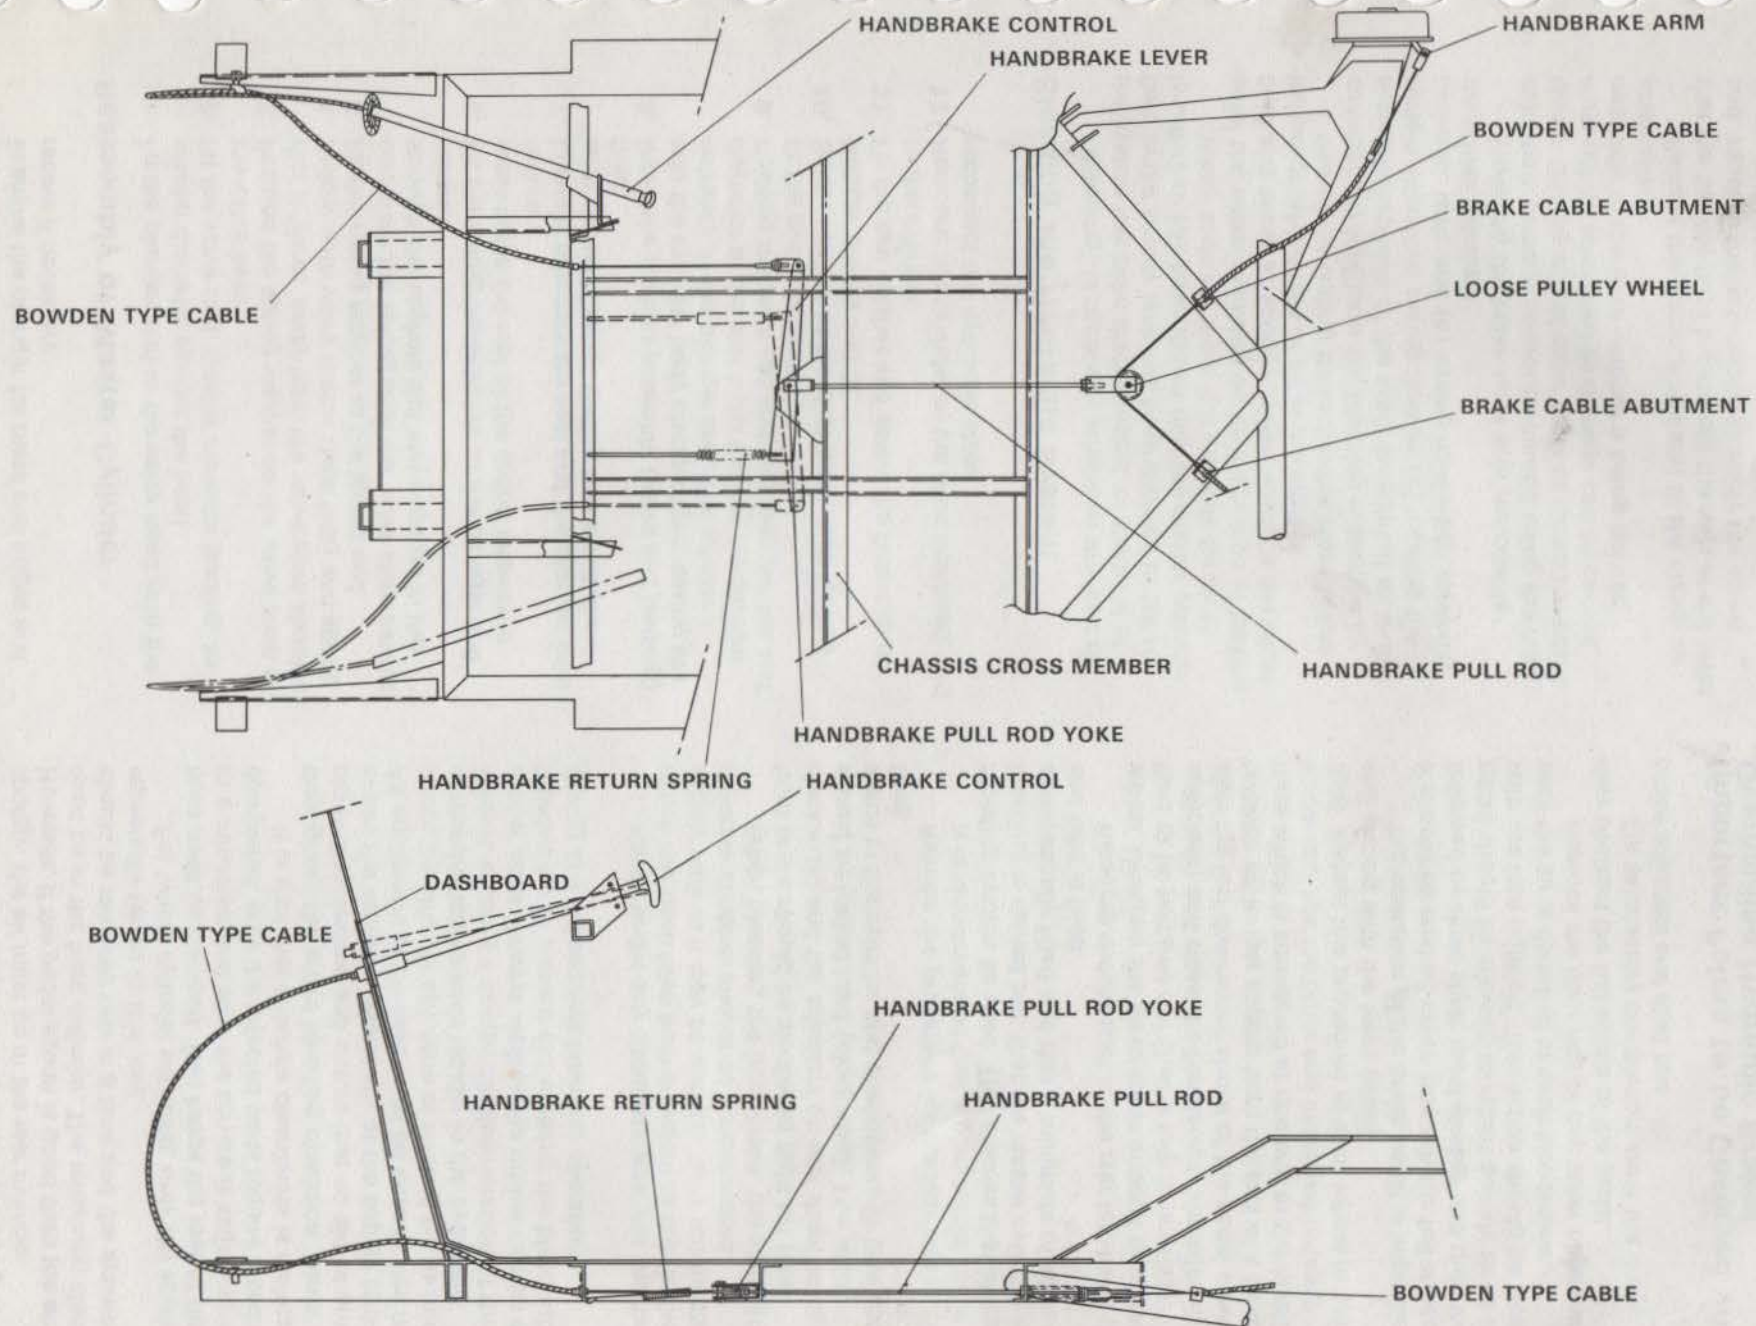 HANDBRAKE CONTROL
HANDBRAKE ARM
HANDBRAKE LEVER
BOWDEN TYPE CABLE
BRAKE CABLE ABUTMENT
LOOSE PULLEY WHEEL
BOWDEN TYPE CABLE
BRAKE CABLE ABUTMENT
CHASSIS CROSS MEMBER
HANDBRAKE PULL ROD
HANDBRAKE PULL ROD YOKE
HANDBRAKE RETURN SPRING
HANDBRAKE CONTROL
DASHBOARD
BOWDEN TYPE CABLE
HANDBRAKE PULL ROD YOKE
HANDBRAKE RETURN SPRING
HANDBRAKE PULL ROD
BOWDEN TYPE CABLE